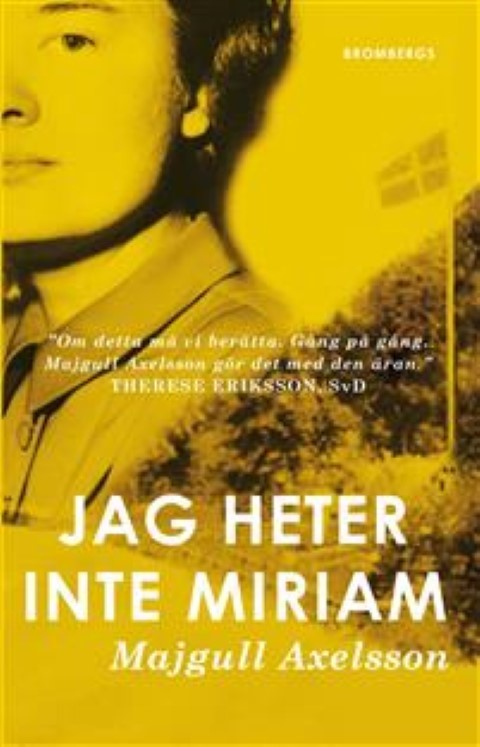 BROMBERGS
"Om detta må vi berätta. Gång på gång..
Majgull Axelsson gör det med den äran."
THERESE ERIKSSON, SvD
JAG HETER
INTE MIRIAM
Majgull Axelsson